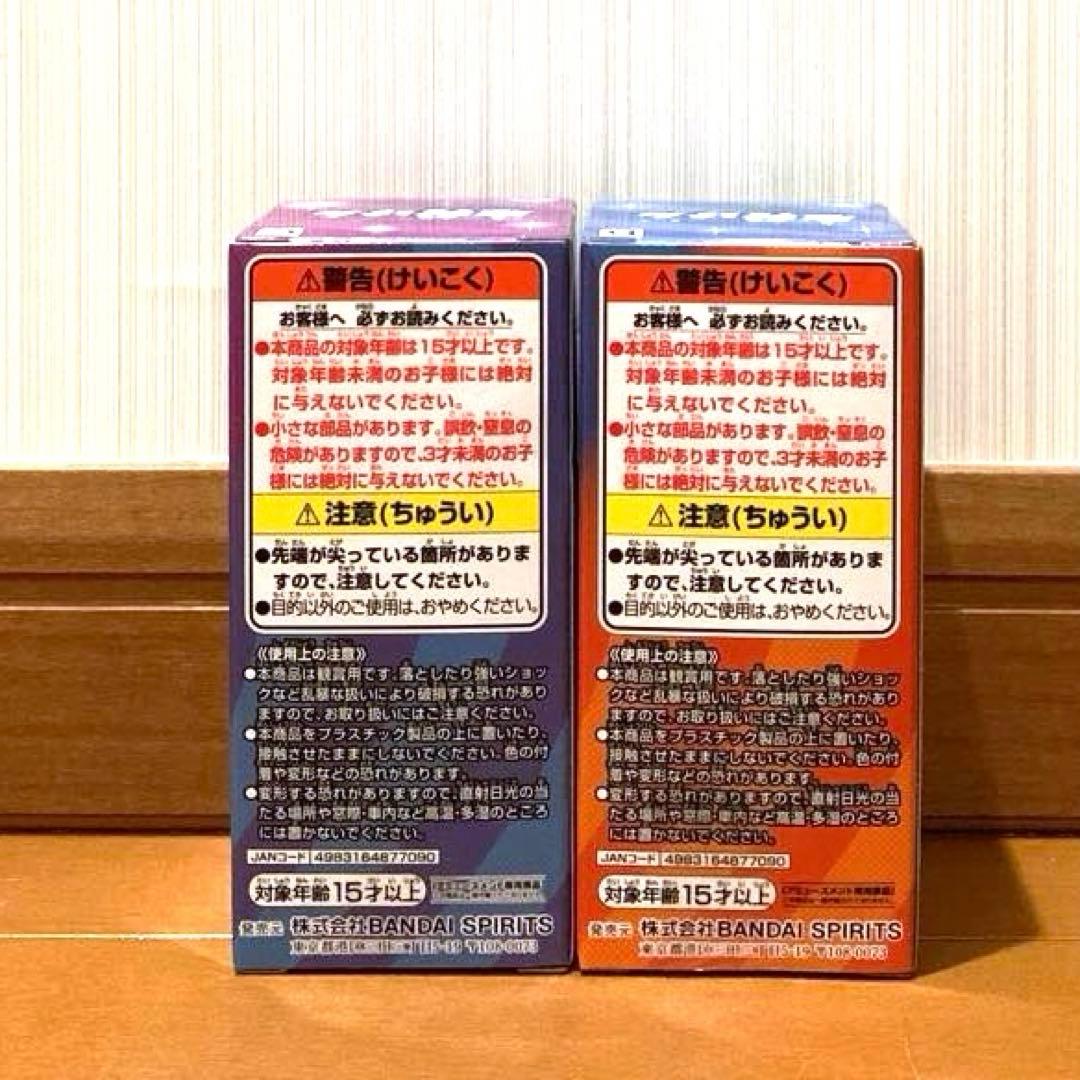 ⚠警告(けいこく)
お客様へ 必ずお読みください。
●本商品の対象年齢は15才以上です。
対象年齢未満のお子様には絶対
に与えないでください。
●小さな部品があります。誤飲・窒息の
危険がありますので、3才未満のお子
様には絶対に与えないでください。
⚠注意(ちゅうい)
●先端が尖っている箇所がありま
すので、注意してください。
●目的以外のご使用は、おやめください。
《使用上の注意》
●本商品は観賞用です。落としたり強いショッ
クなど乱暴な扱いにより破損する恐れがあり
ますので、お取り扱いにはご注意ください。
●本商品をプラスチック製品の上に置いたり、
接触させたままにしないでください。色の付
着や変形などの恐れがあります。
●変形する恐れがありますので、直射日光の当
たる場所や窓際・車内など高温・多湿のところ
には置かないでください。
JANコード 4983164877090
対象年齢15才以上
発売元 株式会社BANDAI SPIRITS
東京都港 5-19 〒108-0073
⚠警告(けいこく)
お客様へ 必ずお読みください。
●本商品の対象年齢は15才以上です。
対象年齢未満のお子様には絶対
に与えないでください。
●小さな部品があります。誤飲・窒息の
危険がありますので、3才未満のお子
様には絶対に与えないでください。
⚠注意(ちゅうい)
●先端が尖っている箇所がありま
すので、注意してください。
●目的以外のご使用は、おやめください。
《使用上の注意》
●本商品は観賞用です。落としたり強いショッ
クなど乱暴な扱いにより破損する恐れがあり
ますので、お取り扱いにはご注意ください。
●本商品をプラスチック製品の上に置いたり、
接触させたままにしないでください。色の付
着や変形などの恐れがあります。
●変形する恐れがありますので、直射日光の当
たる場所や窓際・車内など高温・多湿のところ
には置かないでください。
JANコード 4983164877090
対象年齢15才以上 アミューズメント専用景品
発売元 株式会社BANDAI SPIRITS
東京都港 5-19 〒108-0073